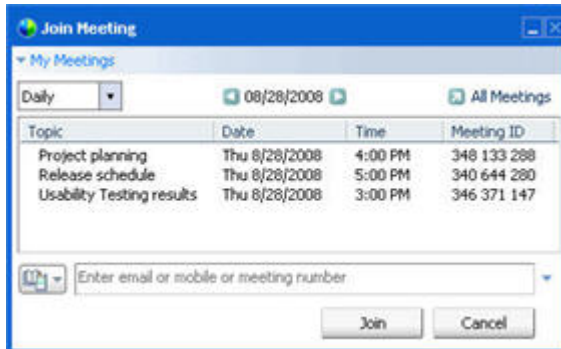 Join Meeting
My Meetings
Daily 08/28/2008 All Meetings
Topic Date Time Meeting ID
Project planning Thu 8/28/2008 4:00 PM 348 133 288
Release schedule Thu 8/28/2008 5:00 PM 340 644 280
Usability Testing results Thu 8/28/2008 3:00 PM 346 371 147
Enter email or mobile or meeting number
Join Cancel